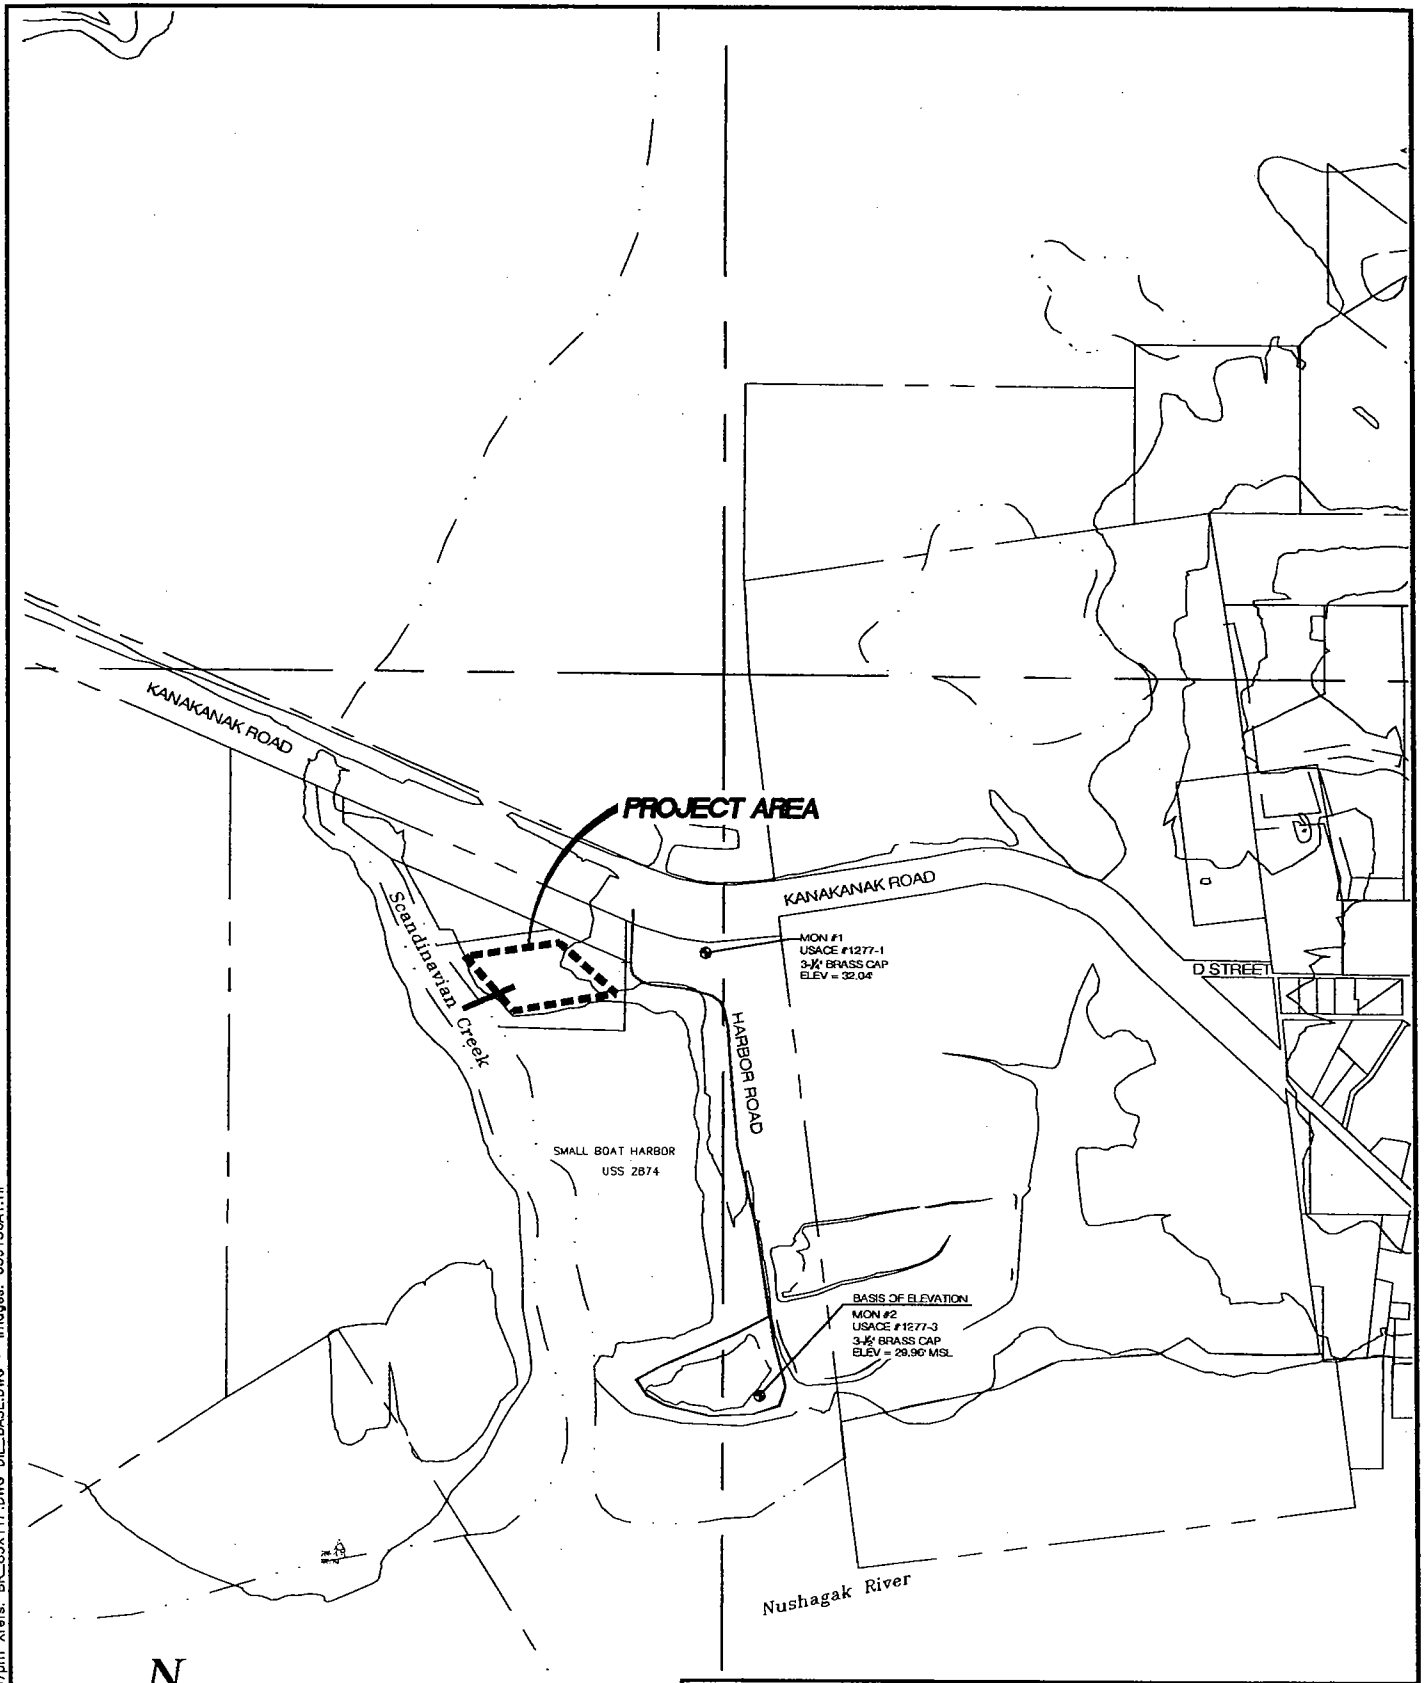 KANAKANAK ROAD
PROJECT AREA
KANAKANAK ROAD
Scandinavian Creek
MON #1
USACE #1277-1
3-½" BRASS CAP
ELEV = 32.04'
D STREET
HARBOR ROAD
SMALL BOAT HARBOR
USS 2874
BASIS OF ELEVATION
MON #2
USACE #1277-3
3-½" BRASS CAP
ELEV = 29.96' MSL
Nushagak River
N